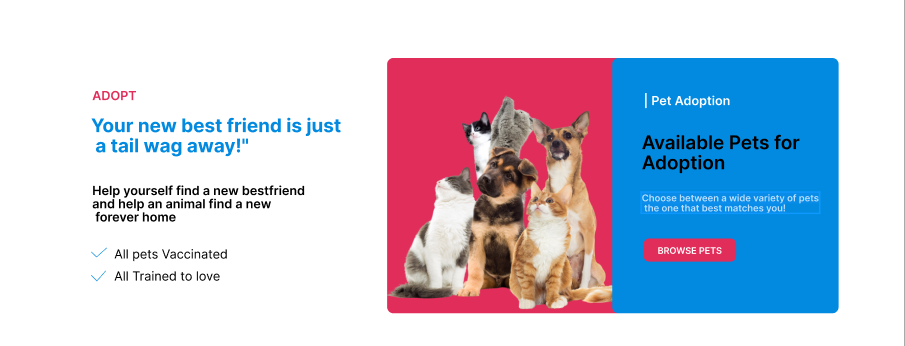 ADOPT
Your new best friend is just
a tail wag away!"
Help yourself find a new bestfriend
and help an animal find a new
forever home
All pets Vaccinated
All Trained to love
| Pet Adoption
Available Pets for
Adoption
Choose between a wide variety of pets
the one that best matches you!
BROWSE PETS